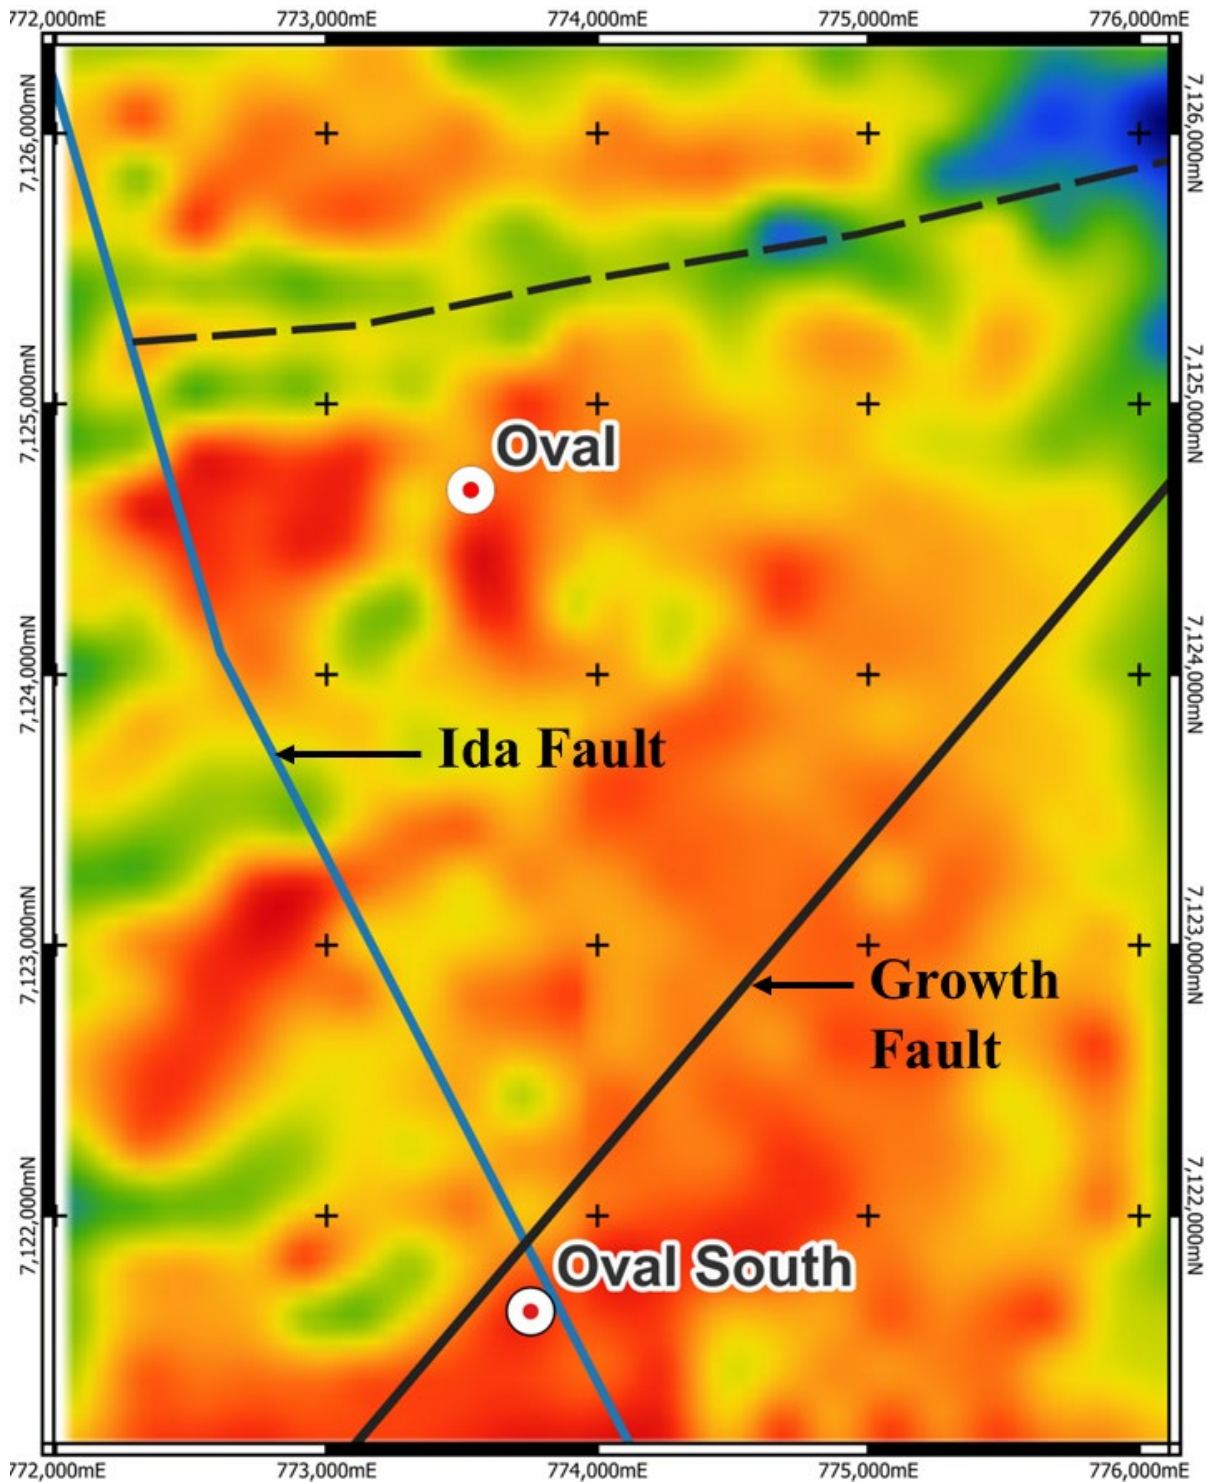 772,000mE 773,000mE 774,000mE 775,000mE 776,000mE
7,126,000mN 7,126,000mN
7,125,000mN 7,125,000mN
Oval
7,124,000mN 7,124,000mN
Ida Fault
7,123,000mN 7,123,000mN
Growth
Fault
7,122,000mN 7,122,000mN
Oval South
772,000mE 773,000mE 774,000mE 775,000mE 776,000mE